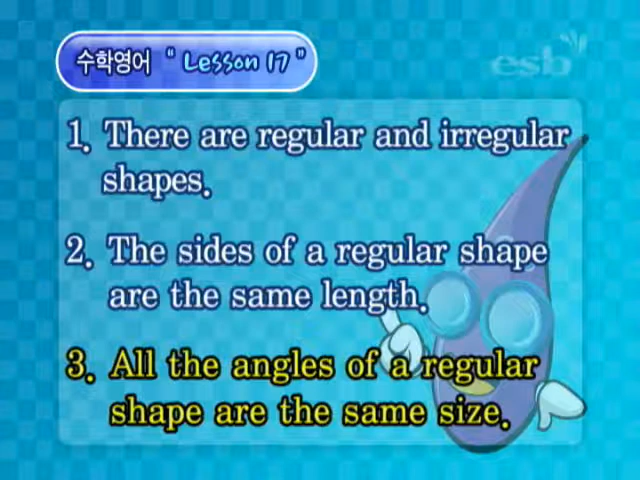 수학영어 " Lesson 17 "
esb
1. There are regular and irregular
shapes.
2. The sides of a regular shape
are the same length.
3. All the angles of a regular
shape are the same size.